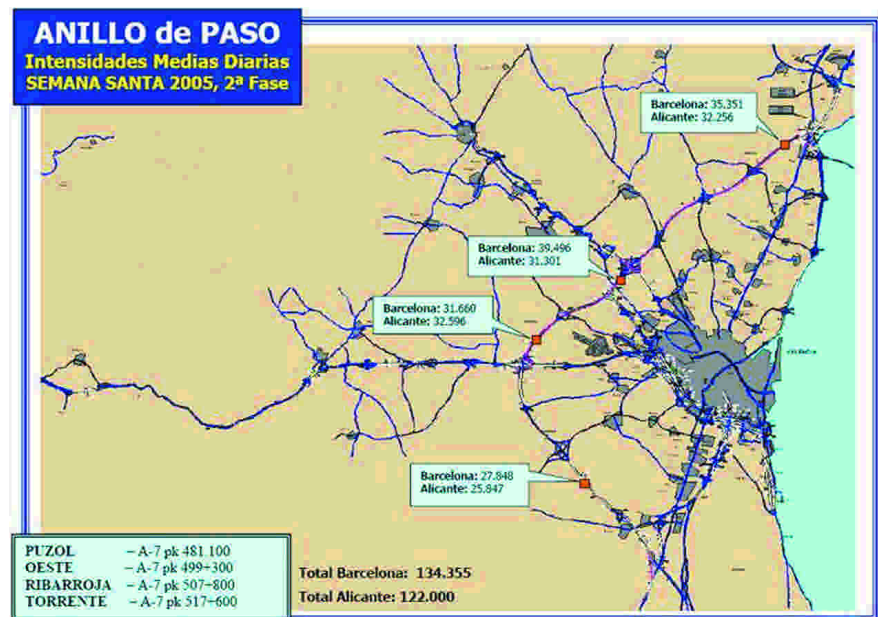 ANILLO de PASO
Intensidades Medias Diarias
SEMANA SANTA 2005, 2ª Fase
Barcelona: 35.351
Alicante: 32.256
Barcelona: 39.496
Alicante: 31.301
Barcelona: 31.660
Alicante: 32.596
Barcelona: 27.848
Alicante: 25.847
PUZOL – A-7 pk 481.100
OESTE – A-7 pk 499+300
RIBARROJA – A-7 pk 507+800
TORRENTE – A-7 pk 517+600
Total Barcelona: 134.355
Total Alicante: 122.000